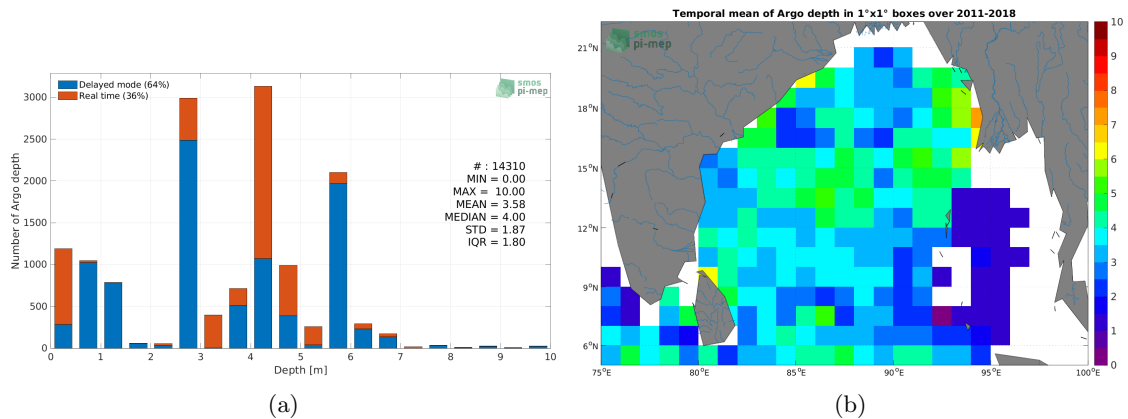 Delayed mode (64%)
Real time (36%)
smos
pi-mep
Number of Argo depth
3000
2500
2000
1500
1000
500
0
# : 14310
MIN = 0.00
MAX = 10.00
MEAN = 3.58
MEDIAN = 4.00
STD = 1.87
IQR = 1.80
0 1 2 3 4 5 6 7 8 9 10
Depth [m]
(a)
Temporal mean of Argo depth in 1°x1° boxes over 2011-2018
smos
pi-mep
21°N
18°N
15°N
12°N
9°N
6°N
75°E 80°E 85°E 90°E 95°E 100°E
10
9
8
7
6
5
4
3
2
1
0
(b)